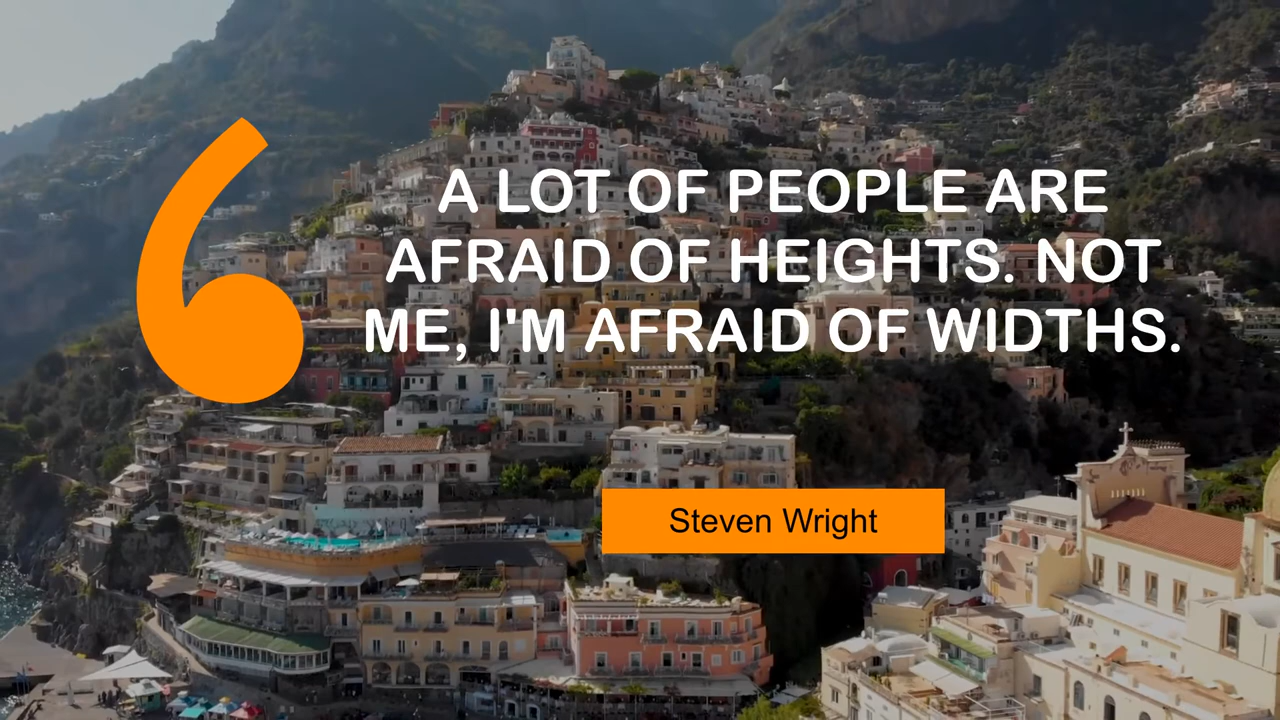 A LOT OF PEOPLE ARE
AFRAID OF HEIGHTS. NOT
ME, I'M AFRAID OF WIDTHS.
Steven Wright